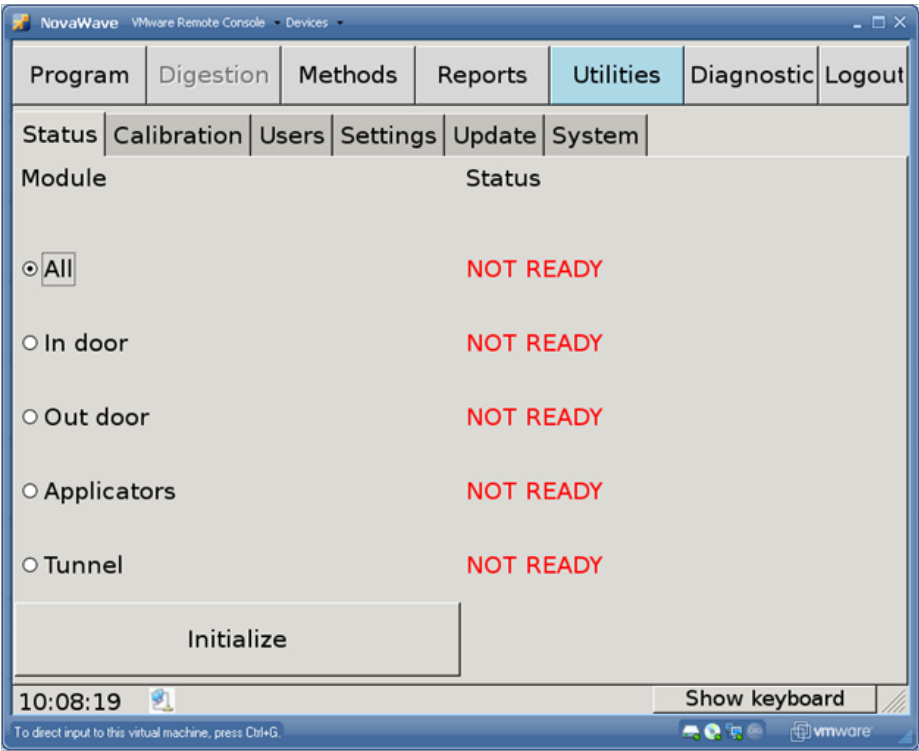 NovaWave VMware Remote Console Devices
Program Digestion Methods Reports Utilities Diagnostic Logout
Status Calibration Users Settings Update System
Module Status
All NOT READY
In door NOT READY
Out door NOT READY
Applicators NOT READY
Tunnel NOT READY
Initialize
10:08:19 Show keyboard
To direct input to this virtual machine, press Ctrl+G. vmware